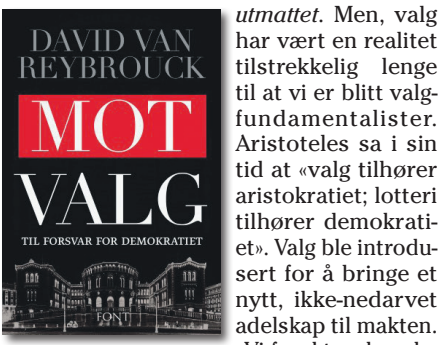 DAVID VAN
REYBROUCK
MOT
VALG
TIL FORSVAR FOR DEMOKRATIET
FONT
utmattet. Men, valg
har vært en realitet
tilstrekkelig lenge
til at vi er blitt valg-
fundamentalister.
Aristoteles sa i sin
tid at «valg tilhører
aristokratiet; lotteri
tilhører demokrati-
et». Valg ble introdu-
sert for å bringe et
nytt, ikke-nedarvet
adelskap til makten.